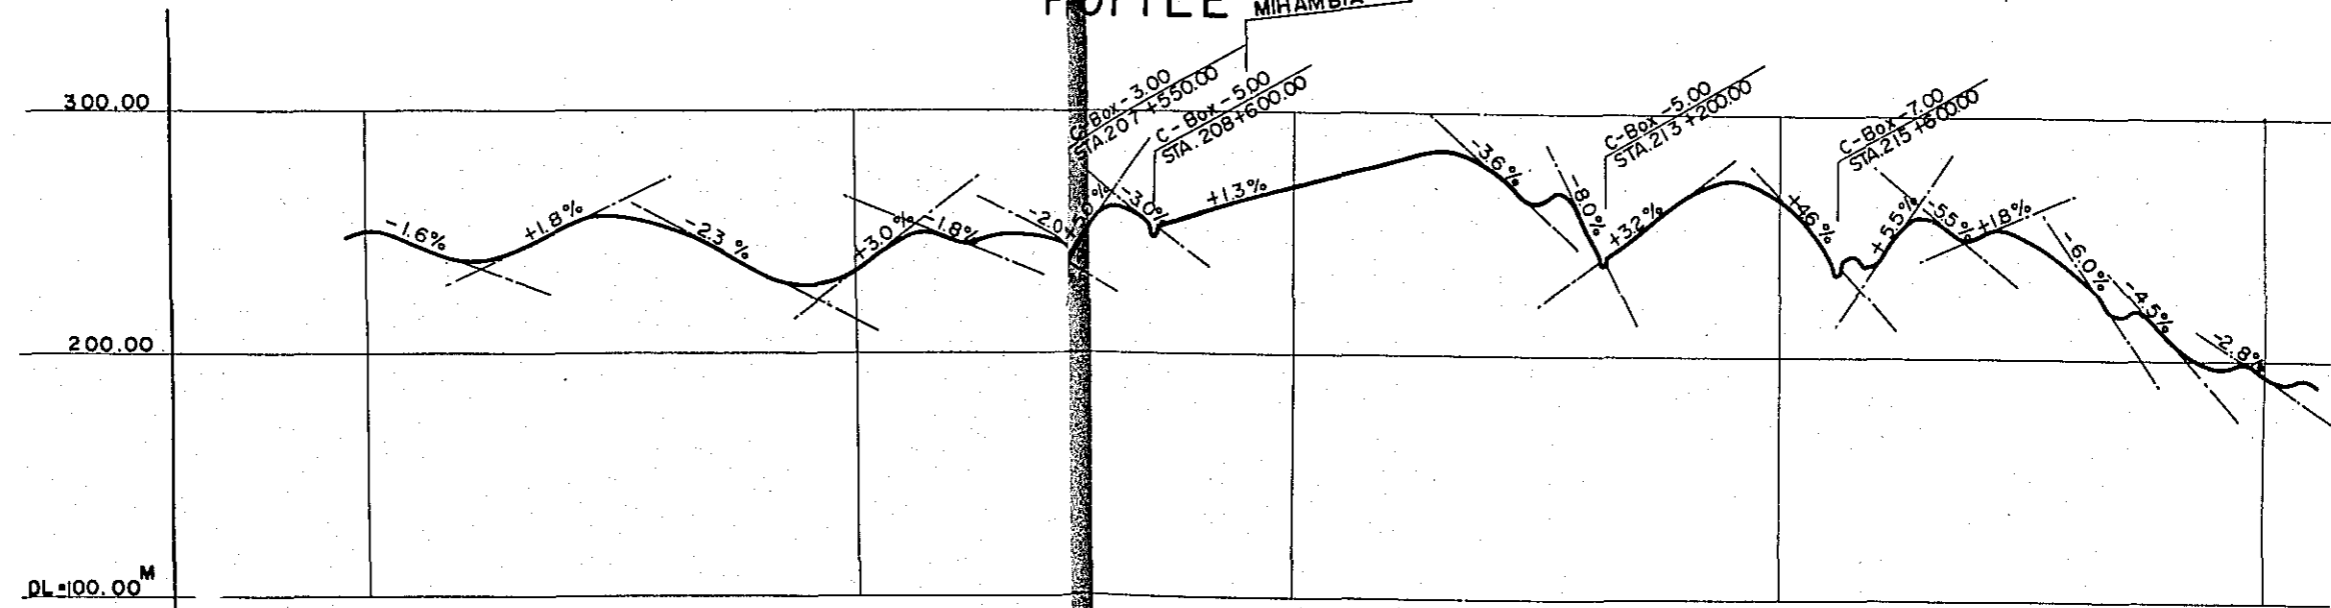 MIHAMBIA
300.00
C-Box-3.00
STA.207+550.00
C-Box-5.00
STA.208+600.00
C-Box-5.00
STA.213+200.00
C-Box-7.00
STA.215+600.00
-1.6%
+1.8%
-2.3%
+3.0%
-1.8%
-2.0
-3.0%
+1.3%
-3.6%
-8.0%
+3.2%
+46%
+5.5%
-5.5%
+1.8%
-6.0%
-4.5%
-2.8%
200.00
DL=100.00M